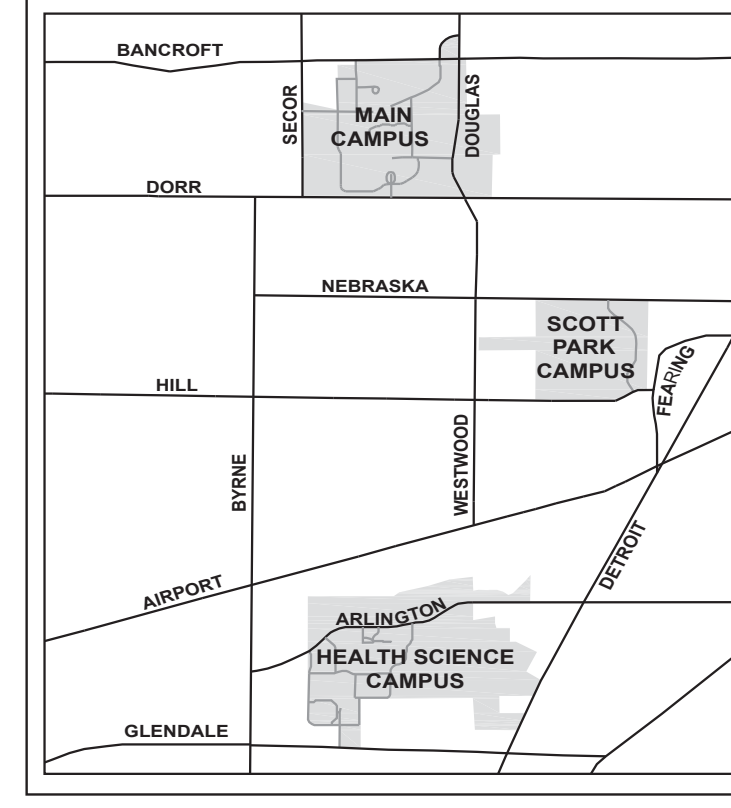 BANCROFT
SECOR
MAIN
CAMPUS
DOUGLAS
DORR
NEBRASKA
SCOTT
PARK
CAMPUS
FEARING
HILL
BYRNE
WESTWOOD
DETROIT
AIRPORT
ARLINGTON
HEALTH SCIENCE
CAMPUS
GLENDALE